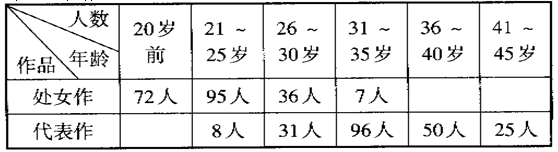 人数
年龄
作品
20岁前
21～25岁
26～30岁
31～35岁
36～40岁
41～45岁
处女作 72人 95人 36人 7人
代表作 8人 31人 96人 50人 25人